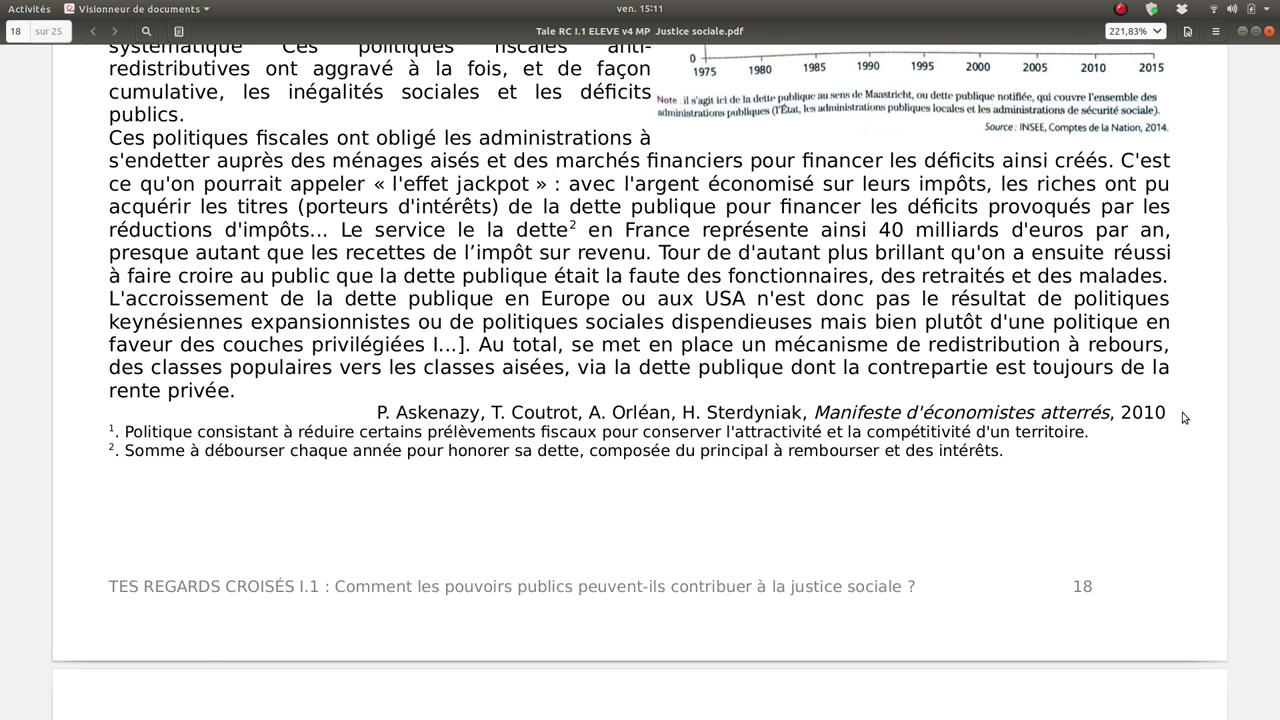 Activités Visionneur de documents ven. 15:11
18 sur 25 Tale RC I.1 ELEVE v4 MP Justice sociale.pdf 221,83%
systématique Ces politiques fiscales anti-
redistributives ont aggravé à la fois, et de façon
cumulative, les inégalités sociales et les déficits
publics.
0
1975 1980 1985 1990 1995 2000 2005 2010 2015
Note : il s'agit ici de la dette publique au sens de Maastricht, ou dette publique notifiée, qui couvre l'ensemble des
administrations publiques (l'État, les administrations publiques locales et les administrations de sécurité sociale).
Source : INSEE, Comptes de la Nation, 2014.
Ces politiques fiscales ont obligé les administrations à
s'endetter auprès des ménages aisés et des marchés financiers pour financer les déficits ainsi créés. C'est
ce qu'on pourrait appeler « l'effet jackpot » : avec l'argent économisé sur leurs impôts, les riches ont pu
acquérir les titres (porteurs d'intérêts) de la dette publique pour financer les déficits provoqués par les
réductions d'impôts... Le service le la dette² en France représente ainsi 40 milliards d'euros par an,
presque autant que les recettes de l’impôt sur revenu. Tour de d'autant plus brillant qu'on a ensuite réussi
à faire croire au public que la dette publique était la faute des fonctionnaires, des retraités et des malades.
L'accroissement de la dette publique en Europe ou aux USA n'est donc pas le résultat de politiques
keynésiennes expansionnistes ou de politiques sociales dispendieuses mais bien plutôt d'une politique en
faveur des couches privilégiées I...]. Au total, se met en place un mécanisme de redistribution à rebours,
des classes populaires vers les classes aisées, via la dette publique dont la contrepartie est toujours de la
rente privée.
P. Askenazy, T. Coutrot, A. Orléan, H. Sterdyniak, Manifeste d'économistes atterrés, 2010
¹. Politique consistant à réduire certains prélèvements fiscaux pour conserver l'attractivité et la compétitivité d'un territoire.
². Somme à débourser chaque année pour honorer sa dette, composée du principal à rembourser et des intérêts.
TES REGARDS CROISÉS I.1 : Comment les pouvoirs publics peuvent-ils contribuer à la justice sociale ? 18